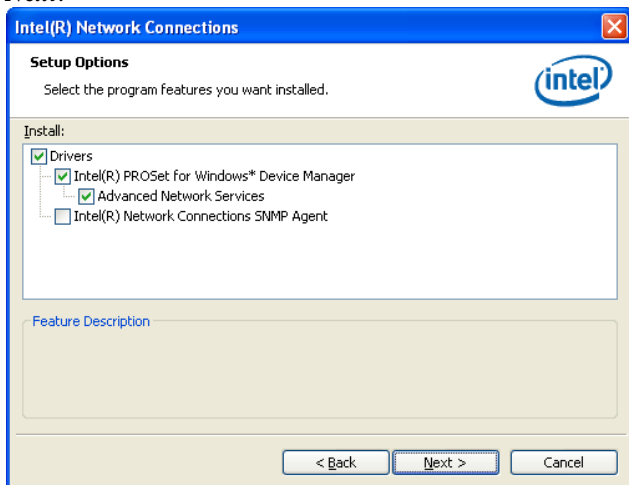 Intel(R) Network Connections
Setup Options
Select the program features you want installed.
intel
Install:
Drivers
Intel(R) PROSet for Windows* Device Manager
Advanced Network Services
Intel(R) Network Connections SNMP Agent
Feature Description
< Back
Next >
Cancel